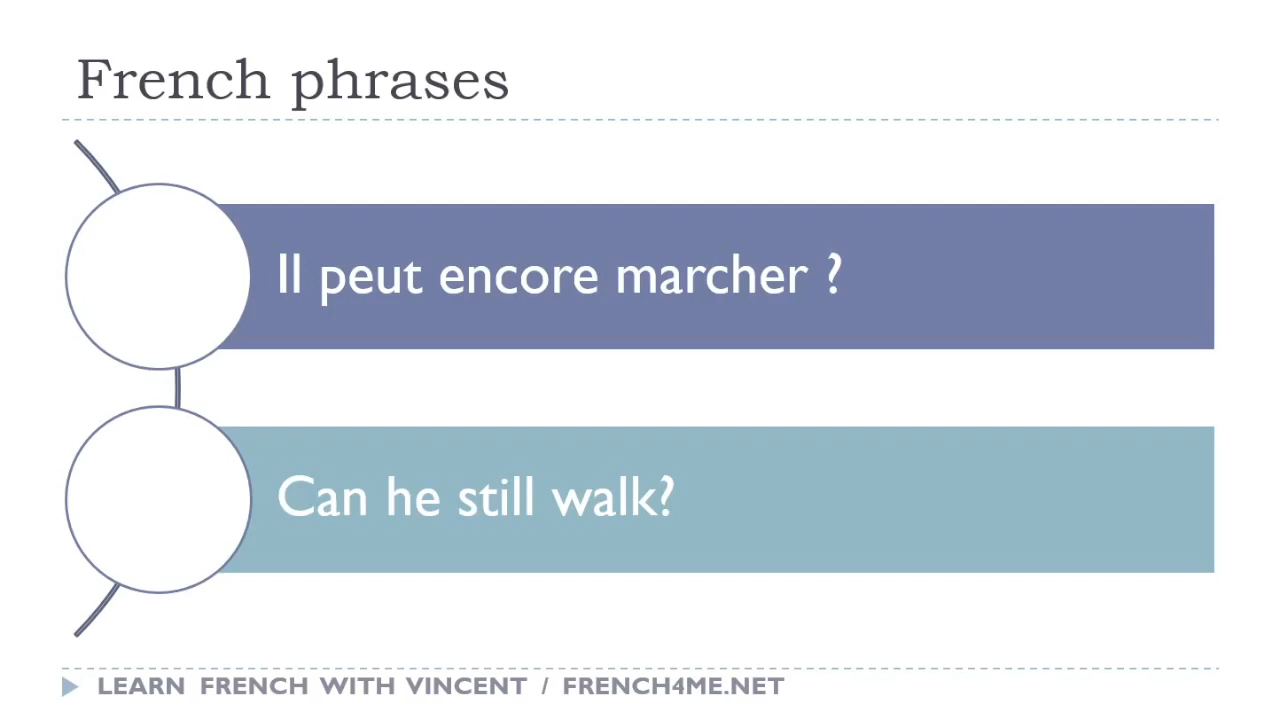 French phrases
Il peut encore marcher ?
Can he still walk?
LEARN FRENCH WITH VINCENT / FRENCH4ME.NET